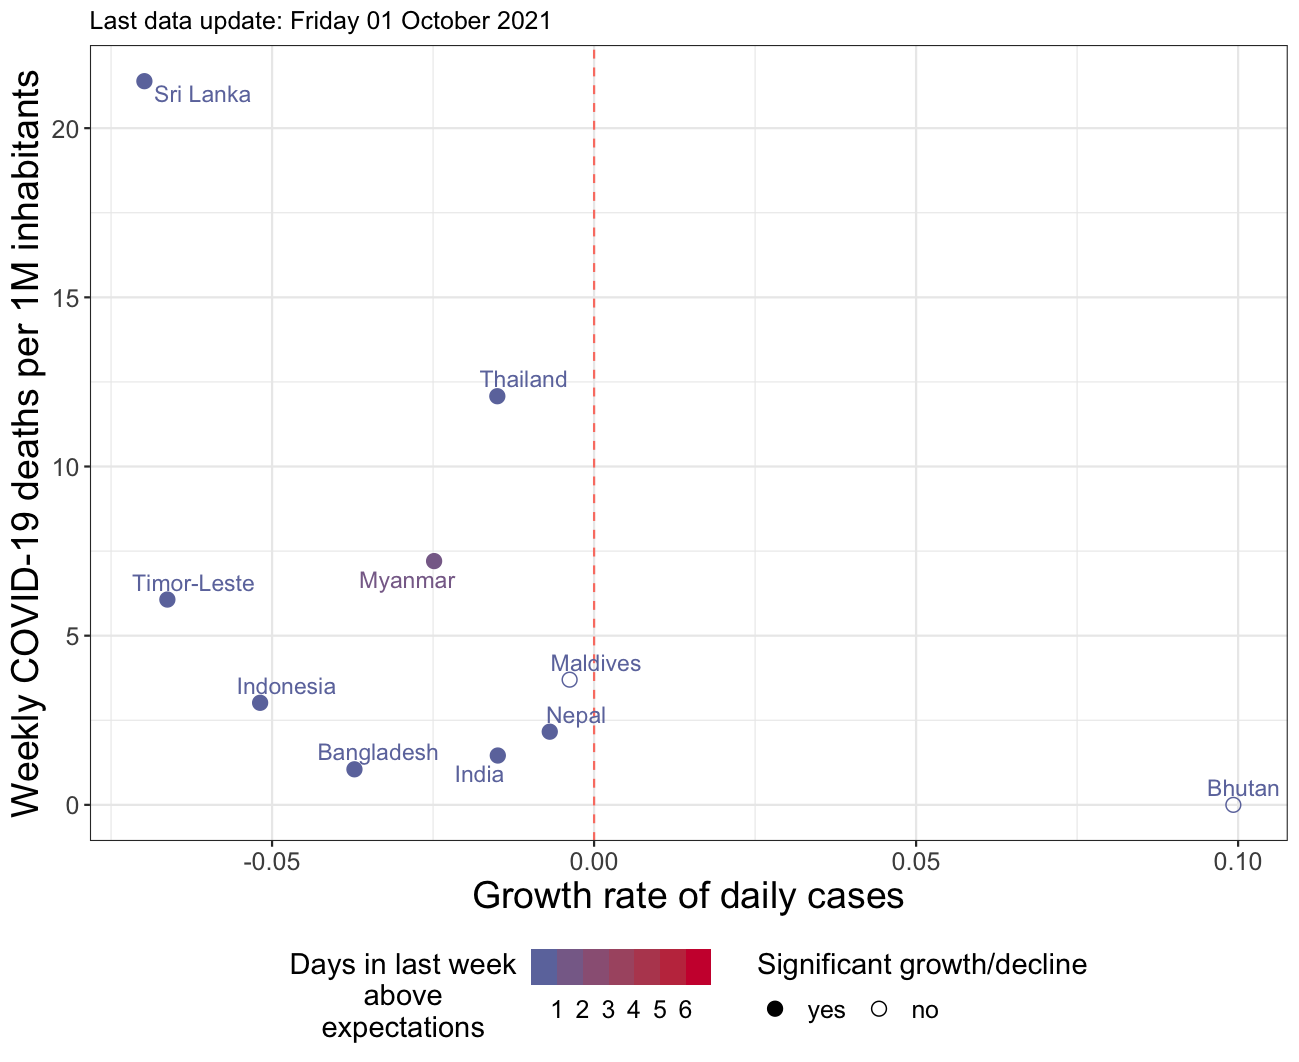 Last data update: Friday 01 October 2021
Weekly COVID-19 deaths per 1M inhabitants
20
15
10
5
0
Sri Lanka
Thailand
Myanmar
Timor-Leste
Maldives
Indonesia
Nepal
Bangladesh
India
Bhutan
-0.05 0.00 0.05 0.10
Growth rate of daily cases
Days in last week
above
expectations
1 2 3 4 5 6
Significant growth/decline
yes no